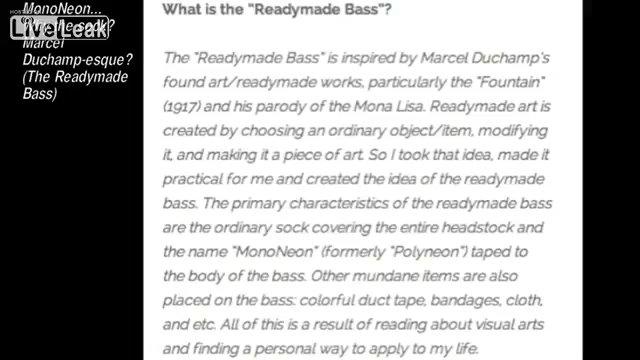 MonoNeon...
the sock?
LiveLeak
Marcel
Duchamp-esque?
(The Readymade
Bass)
What is the "Readymade Bass"?
The "Readymade Bass" is inspired by Marcel Duchamp's
found art/readymade works, particularly the "Fountain"
(1917) and his parody of the Mona Lisa. Readymade art is
created by choosing an ordinary object/item, modifying
it, and making it a piece of art. So I took that idea, made it
practical for me and created the idea of the readymade
bass. The primary characteristics of the readymade bass
are the ordinary sock covering the entire headstock and
the name "MonoNeon" (formerly "Polyneon") taped to
the body of the bass. Other mundane items are also
placed on the bass: colorful duct tape, bandages, cloth,
and etc. All of this is a result of reading about visual arts
and finding a personal way to apply to my life.